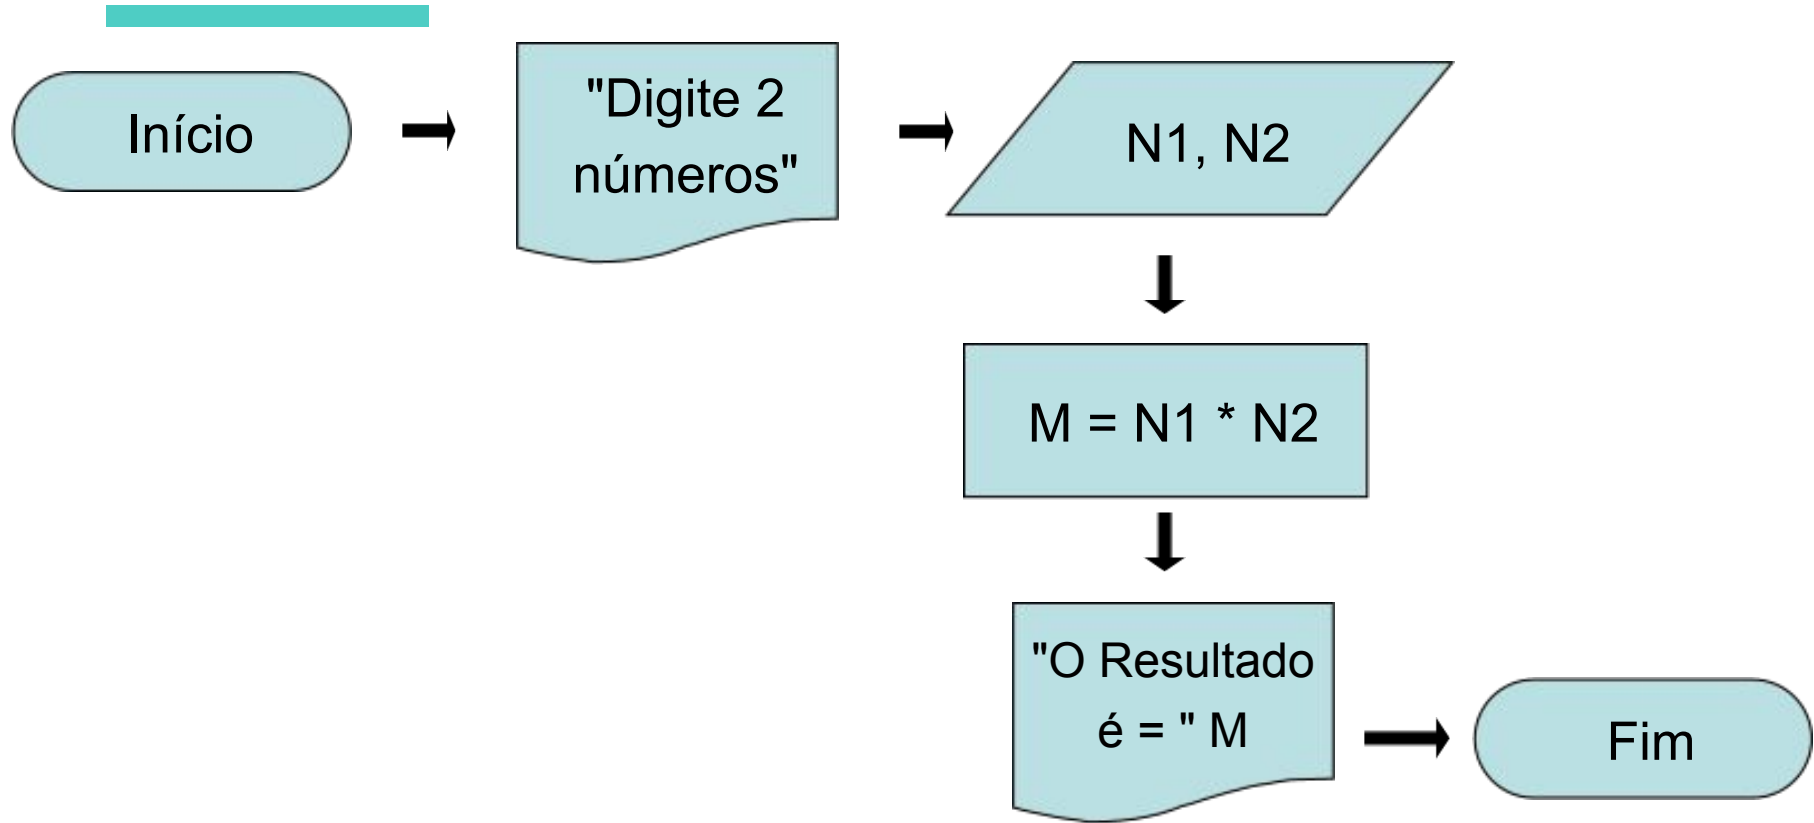 Início
"Digite 2
números"
N1, N2
M = N1 * N2
"O Resultado
é = " M
Fim